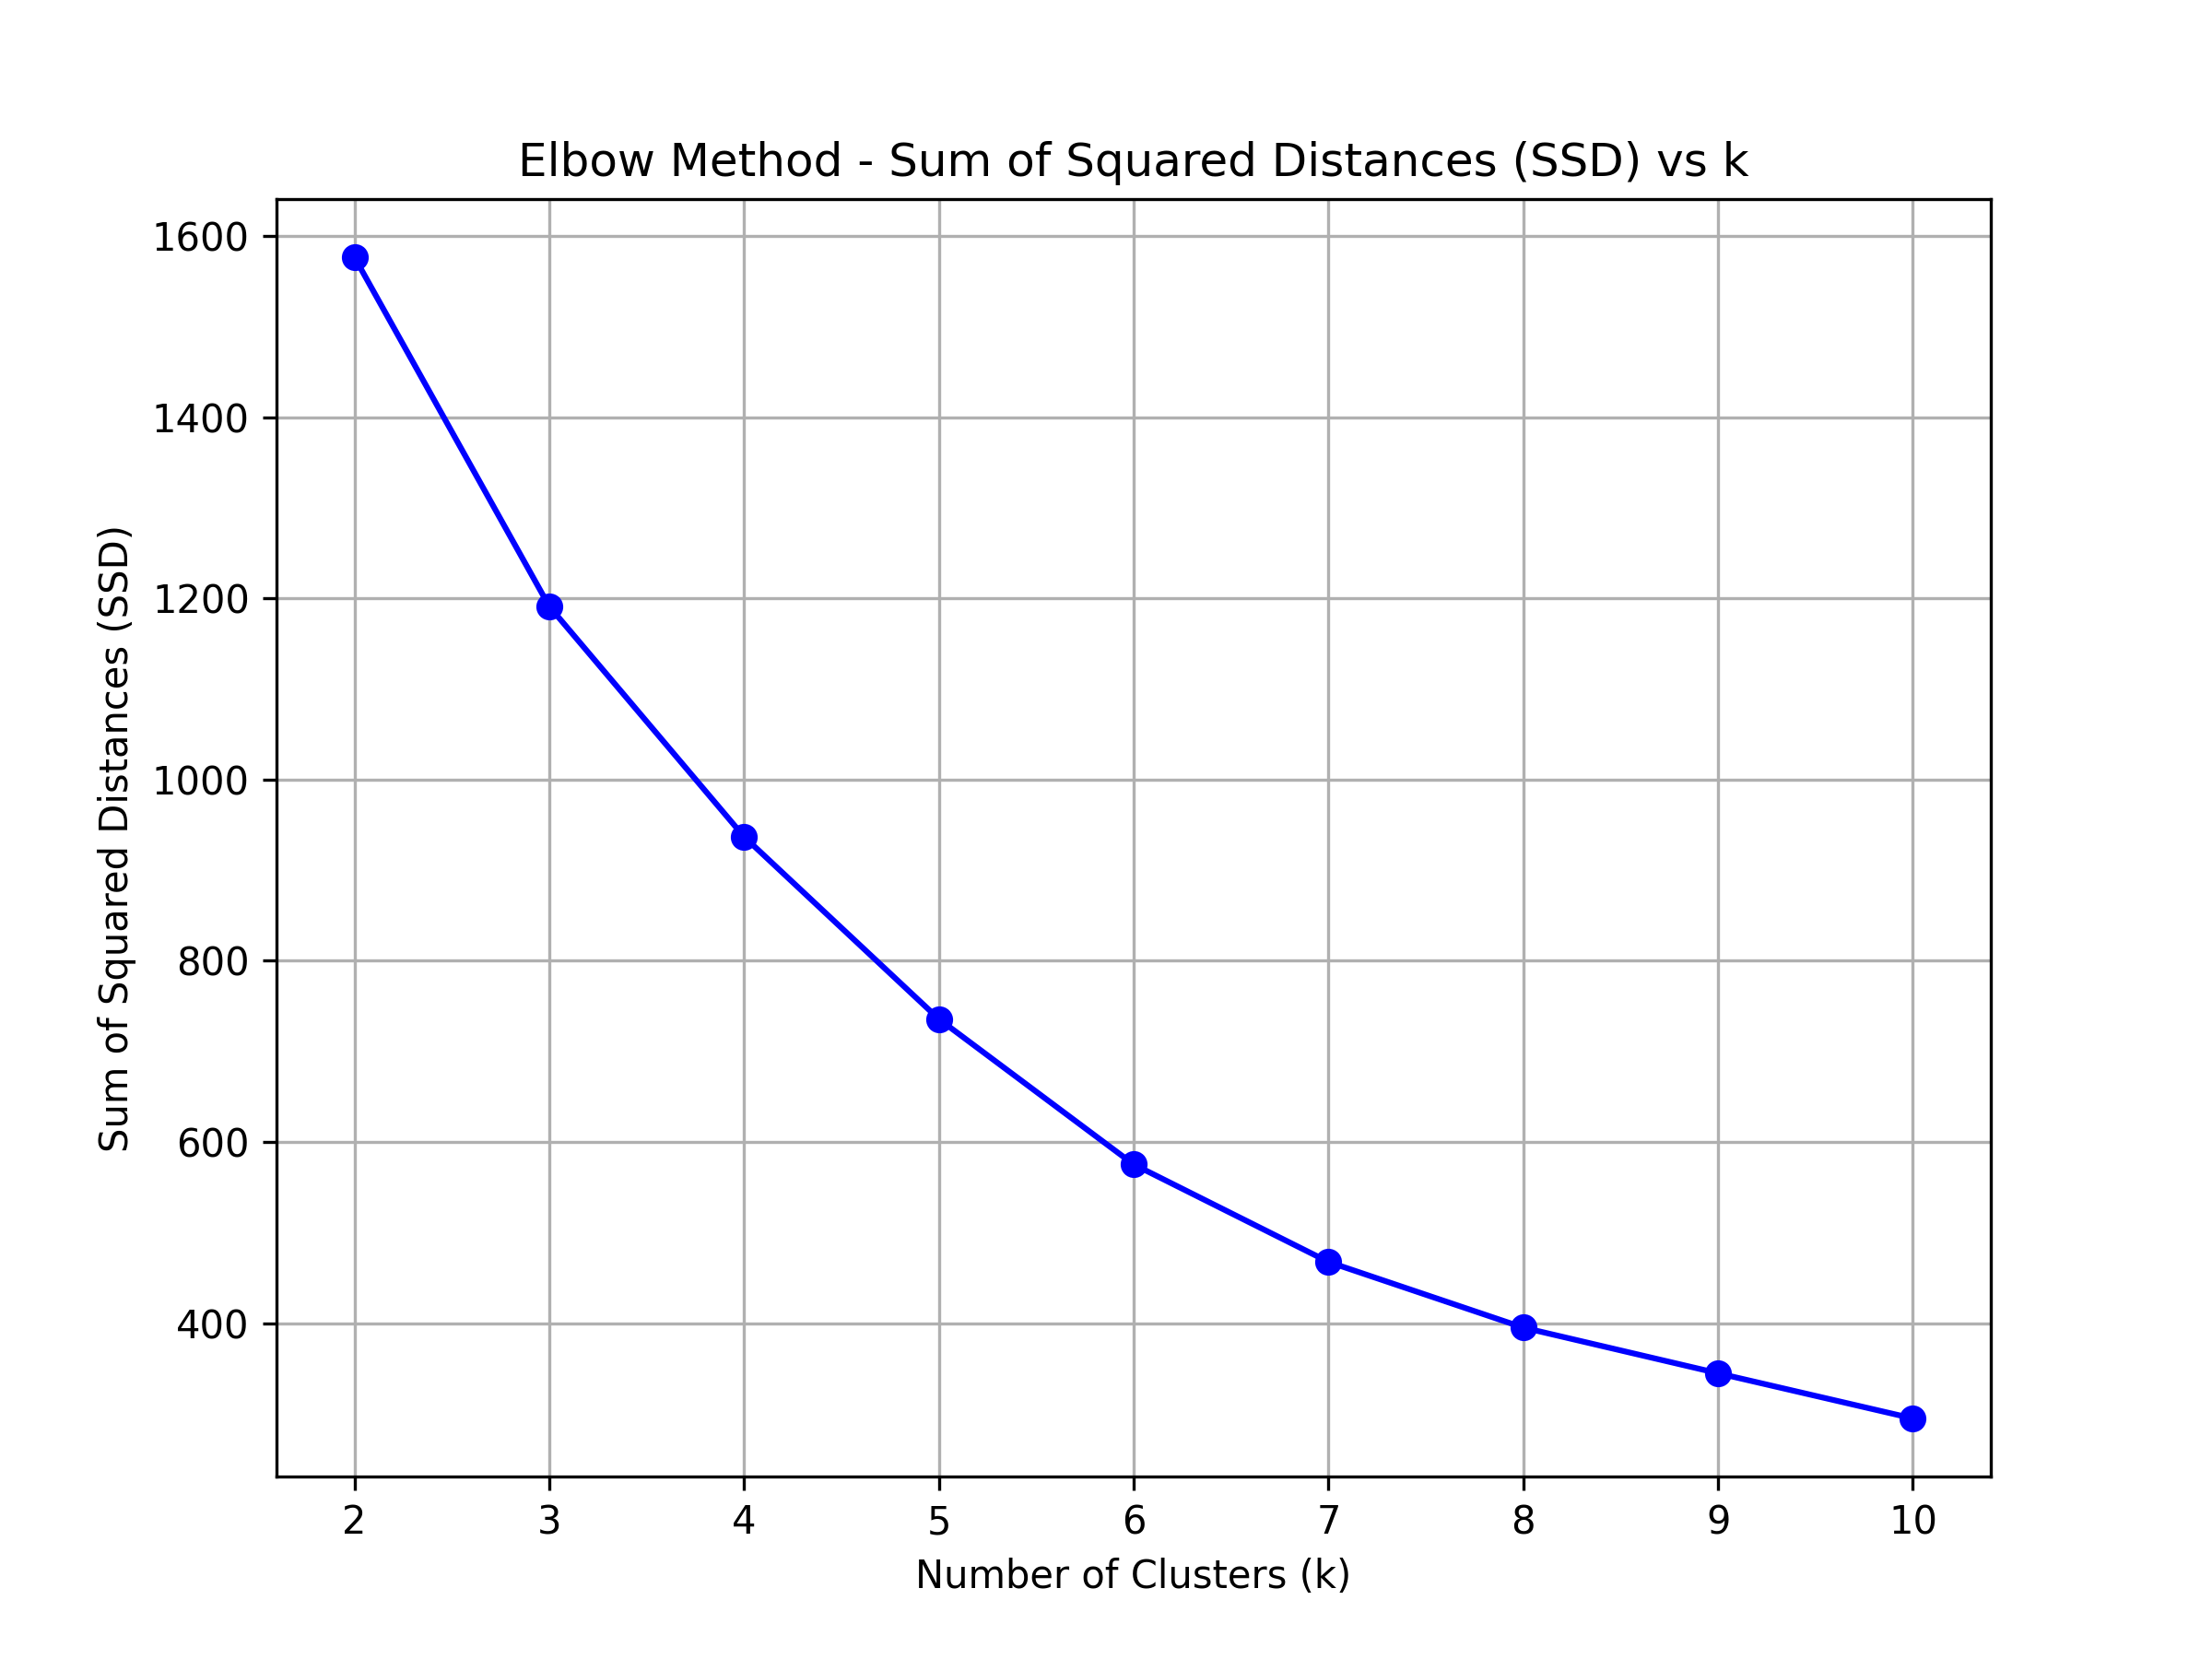 Elbow Method - Sum of Squared Distances (SSD) vs k
Sum of Squared Distances (SSD)
1600
1400
1200
1000
800
600
400
2 3 4 5 6 7 8 9 10
Number of Clusters (k)